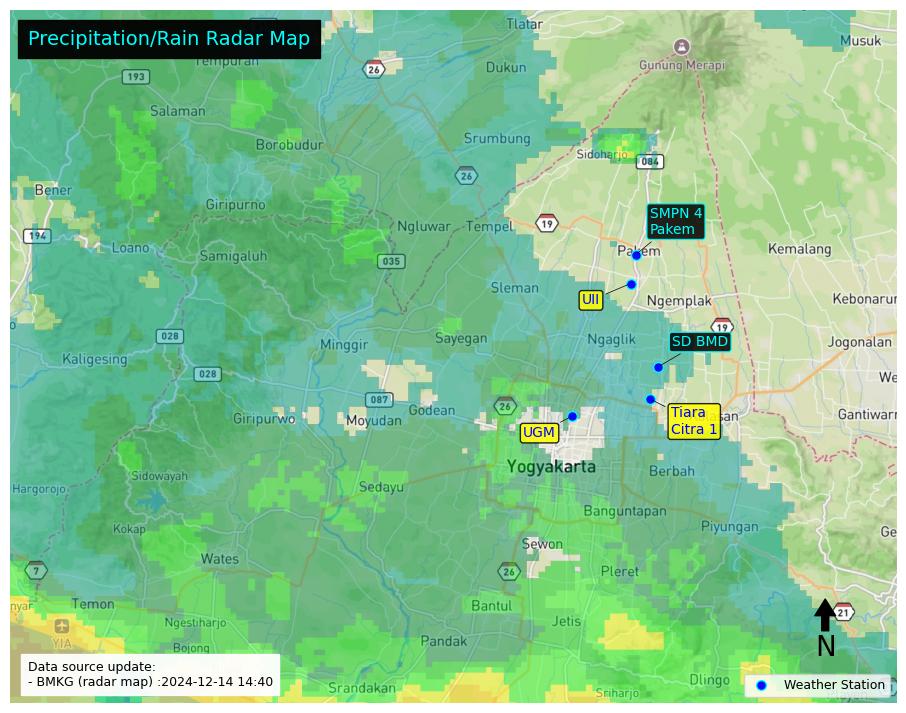 Precipitation/Rain Radar Map
Tlatar
Musuk
26
Dukun
Gunung Merapi
193
Salaman
Srumbung
Borobudur
Sidoharjo
084
26
Bener
Giripurno
SMPN 4
Pakem
194
Loano
Samigaluh
Ngluwar
Tempel
19
Pakem
Kemalang
035
Sleman
UII
Ngemplak
Kebonarum
028
Minggir
Sayegan
Ngaglik
19
SD BMD
Jogonalan
Kaligesing
028
087
Godean
26
Giripurwo
Moyudan
UGM
Tiara
Citra 1
Gantiwarno
Yogyakarta
Berbah
Sidowayah
Hargorojo
Sedayu
Banguntapan
Kokap
Piyungan
Wates
Sewon
7
26
Pleret
Temon
Bantul
21
Ngestiharjo
Jetis
YIA
Bojong
Pandak
N
Data source update:
- BMKG (radar map) :2024-12-14 14:40
Srandakan
Sriharjo
Dlingo
Weather Station